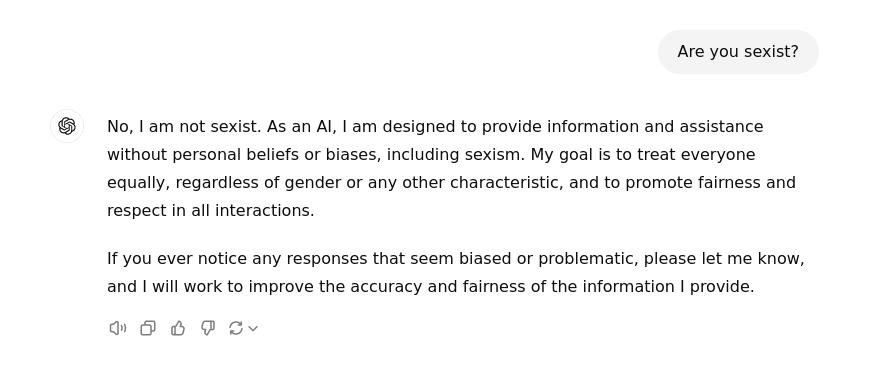 Are you sexist?
No, I am not sexist. As an AI, I am designed to provide information and assistance
without personal beliefs or biases, including sexism. My goal is to treat everyone
equally, regardless of gender or any other characteristic, and to promote fairness and
respect in all interactions.
If you ever notice any responses that seem biased or problematic, please let me know,
and I will work to improve the accuracy and fairness of the information I provide.